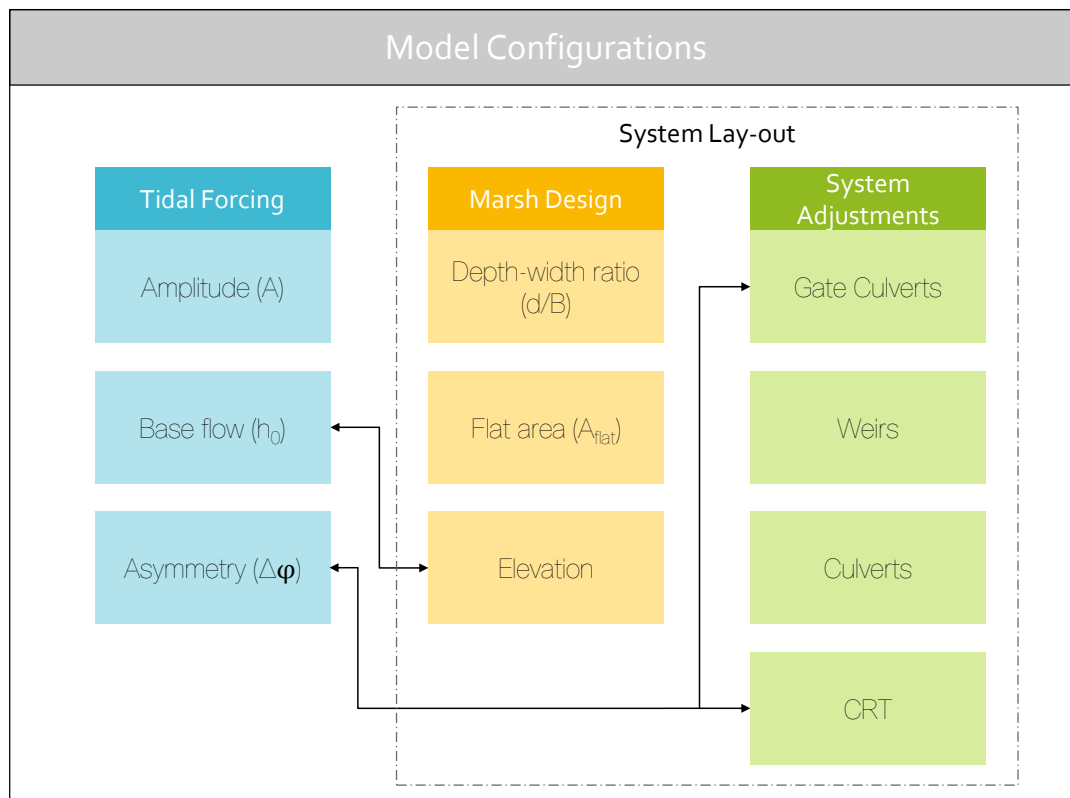 Model Configurations
System Lay-out
Tidal Forcing
Amplitude (A)
Base flow (h₀)
Asymmetry (Δφ)
Marsh Design
Depth-width ratio
(d/B)
Flat area (A_flat)
Elevation
System
Adjustments
Gate Culverts
Weirs
Culverts
CRT